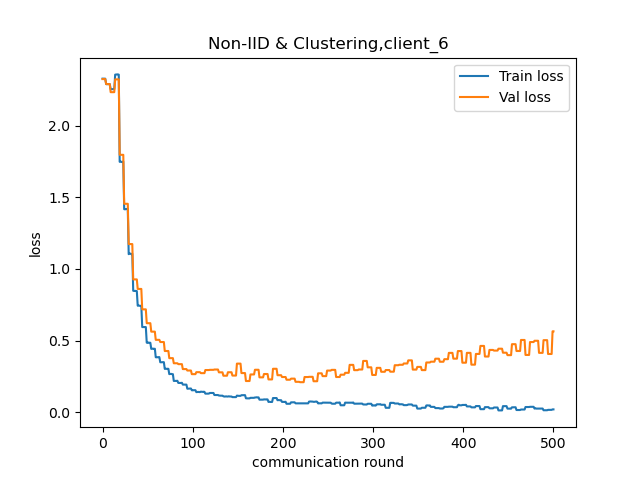 Non-IID & Clustering,client_6
Train loss
Val loss
2.0
1.5
1.0
0.5
0.0
loss
0
100
200
300
400
500
communication round